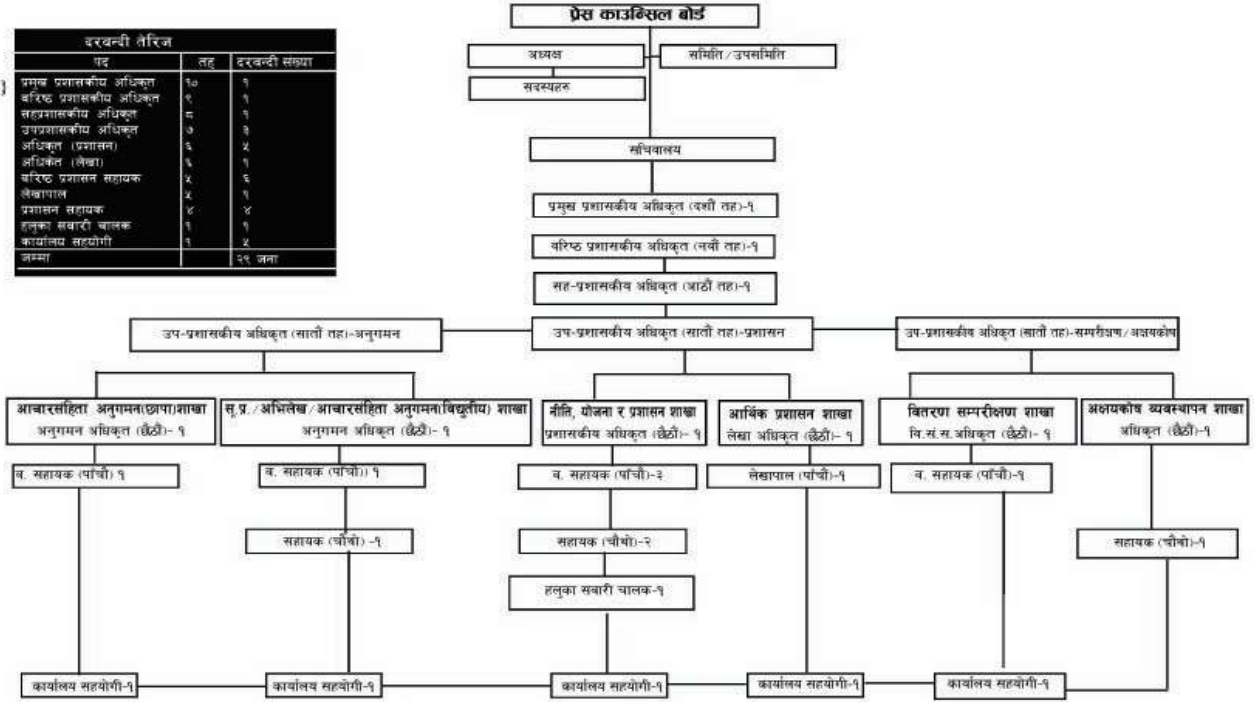 प्रेस काउन्सिल बोर्ड
दरवन्दी तेरिज
पद तह दरवन्दी संख्या
प्रमुख प्रशासकीय अधिकृत १० १
वरिष्ठ प्रशासकीय अधिकृत ९ १
सहप्रशासकीय अधिकृत ८ १
उपप्रशासकीय अधिकृत ७ ३
अधिकृत (प्रशासन) ६ ५
अधिकेत (लेखा) ६ १
वरिष्ठ प्रशासन सहायक ५ ६
लेखापाल ५ १
प्रशासन सहायक ४ ४
हलुका सवारी चालक १ १
कार्यालय सहयोगी १ ५
जम्मा २९ जना
अध्यक्ष
समिति/उपसमिति
सदस्यहरु
सचिवालय
प्रमुख प्रशासकीय अधिकृत (दशौं तह)-१
वरिष्ठ प्रशासकीय अधिकृत (नवौं तह)-१
सह-प्रशासकीय अधिकृत (आठौं तह)-१
उप-प्रशासकीय अधिकृत (सातौं तह)-अनुगमन
उप-प्रशासकीय अधिकृत (सातौं तह)-प्रशासन
उप-प्रशासकीय अधिकृत (सातौं तह)-सम्परीक्षण/अक्षयकोष
आचारसंहिता अनुगमन(छापा)शाखा
अनुगमन अधिकृत (छैठौं)- १
सू.प्र./अभिलेख/आचारसंहिता अनुगमन(विद्युतीय) शाखा
अनुगमन अधिकृत (छैठौं)- १
नीति, योजना र प्रशासन शाखा
प्रशासकीय अधिकृत (छैठौं)- १
आर्थिक प्रशासन शाखा
लेखा अधिकृत (छैठौं)- १
वितरण सम्परीक्षणा शाखा
वि.सं.स.अधिकृत (छैठौं)- १
अक्षयकोष व्यवस्थापन शाखा
अधिकृत (छैठौं)- १
व. सहायक (पाँचौं) १
व. सहायक (पाँचौं)) १
व. सहायक (पाँचौं)-३
लेखापाल (पाँचौं)-१
व. सहायक (पाँचौं)-१
सहायक (चौथो) -१
सहायक (चौथो)-२
सहायक (चौथो)-१
हलुका सवारी चालक-१
कार्यालय सहयोगी-१
कार्यालय सहयोगी-१
कार्यालय सहयोगी-१
कार्यालय सहयोगी-१
कार्यालय सहयोगी-१